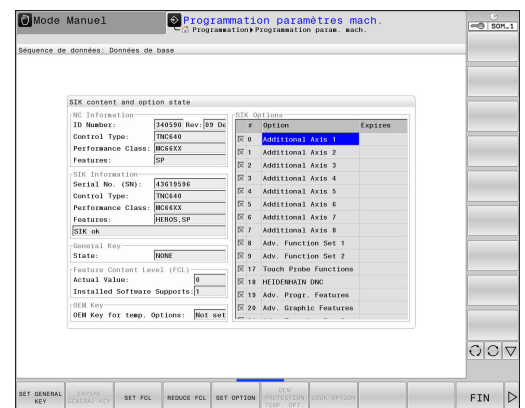 Mode Manuel
Programmation paramètres mach.
Programmation Programmation param. mach.
SOM_1
Séquence de données: Données de base
SIK content and option state
NC Information
ID Number: 340590 Rev: 09 De
Control Type: TNC640
Performance Class: MC66XX
Features: SP
SIK Information
Serial No. (SN): 43619596
Control Type: TNC640
Performance Class: MC66XX
Features: HEROS,SP
SIK ok
General Key
State: NONE
Feature Content Level (FCL)
Actual Value: 0
Installed Software Supports: 1
OEM Key
OEM Key for temp. Options: Not set
SIK Options
# Option Expires
0 Additional Axis 1
1 Additional Axis 2
2 Additional Axis 3
3 Additional Axis 4
4 Additional Axis 5
5 Additional Axis 6
6 Additional Axis 7
7 Additional Axis 8
8 Adv. Function Set 1
9 Adv. Function Set 2
17 Touch Probe Functions
18 HEIDENHAIN DNC
19 Adv. Progr. Features
20 Adv. Graphic Features
SET GENERAL KEY
EXPIRE GENERAL KEY
SET FCL
REDUCE FCL
SET OPTION
OEM PROTECTION TEMP. OPT
LOCK OPTION
FIN